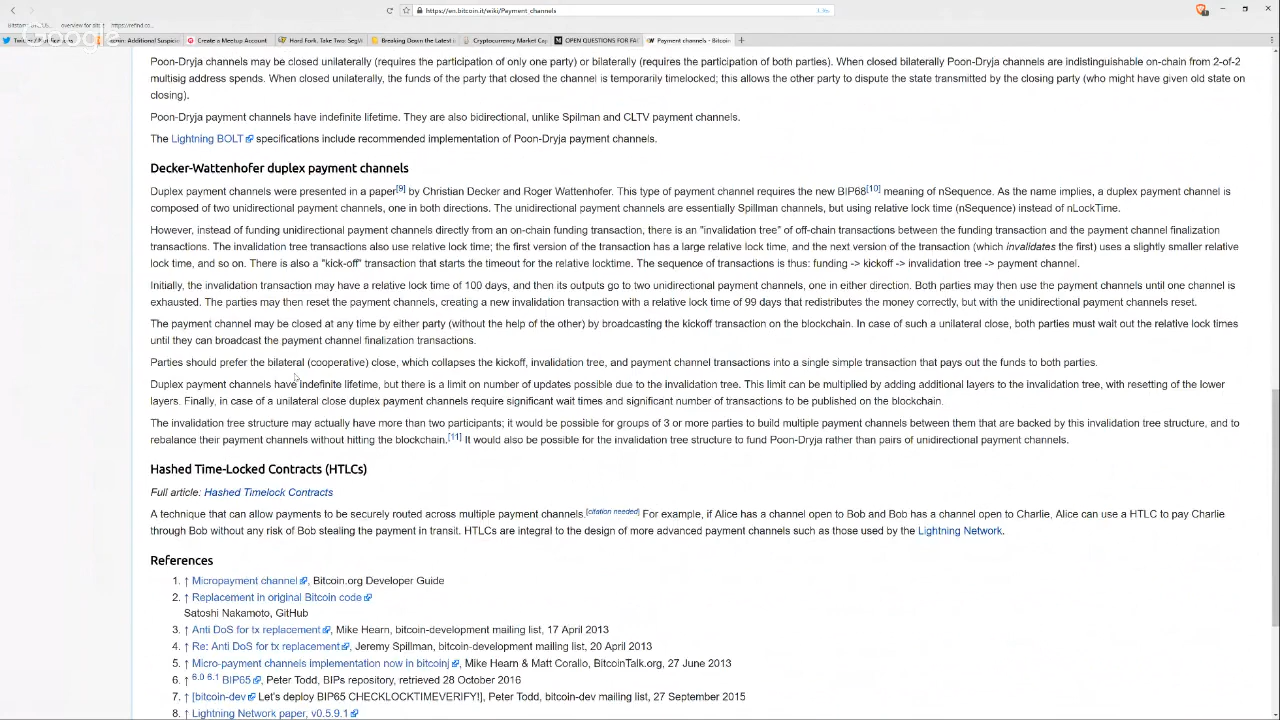 https://en.bitcoin.it/wiki/Payment_channels
Google
Create a Meetup Account
Hard Fork, Take Two. SegWi
Breaking Down the Latest i
Cryptocurrency Market Cap
OPEN QUESTIONS FOR FA
Payment channels - Bitcoin
Poon-Dryja channels may be closed unilaterally (requires the participation of only one party) or bilaterally (requires the participation of both parties). When closed bilaterally Poon-Dryja channels are indistinguishable on-chain from 2-of-2
multisig address spends. When closed unilaterally, the funds of the party that closed the channel is temporarily timelocked; this allows the other party to dispute the state transmitted by the closing party (who might have given old state on
closing).
Poon-Dryja payment channels have indefinite lifetime. They are also bidirectional, unlike Spilman and CLTV payment channels.
The Lightning BOLT specifications include recommended implementation of Poon-Dryja payment channels.
Decker-Wattenhofer duplex payment channels
Duplex payment channels were presented in a paper[9] by Christian Decker and Roger Wattenhofer. This type of payment channel requires the new BIP68[10] meaning of nSequence. As the name implies, a duplex payment channel is
composed of two unidirectional payment channels, one in both directions. The unidirectional payment channels are essentially Spillman channels, but using relative lock time (nSequence) instead of nLockTime.
However, instead of funding unidirectional payment channels directly from an on-chain funding transaction, there is an "invalidation tree" of off-chain transactions between the funding transaction and the payment channel finalization
transactions. The invalidation tree transactions also use relative lock time; the first version of the transaction has a large relative lock time, and the next version of the transaction (which invalidates the first) uses a slightly smaller relative
lock time, and so on. There is also a "kick-off" transaction that starts the timeout for the relative locktime. The sequence of transactions is thus: funding -> kickoff -> invalidation tree -> payment channel.
Initially, the invalidation transaction may have a relative lock time of 100 days, and then its outputs go to two unidirectional payment channels, one in either direction. Both parties may then use the payment channels until one channel is
exhausted. The parties may then reset the payment channels, creating a new invalidation transaction with a relative lock time of 99 days that redistributes the money correctly, but with the unidirectional payment channels reset.
The payment channel may be closed at any time by either party (without the help of the other) by broadcasting the kickoff transaction on the blockchain. In case of such a unilateral close, both parties must wait out the relative lock times
until they can broadcast the payment channel finalization transactions.
Parties should prefer the bilateral (cooperative) close, which collapses the kickoff, invalidation tree, and payment channel transactions into a single simple transaction that pays out the funds to both parties.
Duplex payment channels have indefinite lifetime, but there is a limit on number of updates possible due to the invalidation tree. This limit can be multiplied by adding additional layers to the invalidation tree, with resetting of the lower
layers. Finally, in case of a unilateral close duplex payment channels require significant wait times and significant number of transactions to be published on the blockchain.
The invalidation tree structure may actually have more than two participants; it would be possible for groups of 3 or more parties to build multiple payment channels between them that are backed by this invalidation tree structure, and to
rebalance their payment channels without hitting the blockchain.[11] It would also be possible for the invalidation tree structure to fund Poon-Dryja rather than pairs of unidirectional payment channels.
Hashed Time-Locked Contracts (HTLCs)
Full article: Hashed Timelock Contracts
A technique that can allow payments to be securely routed across multiple payment channels.[citation needed] For example, if Alice has a channel open to Bob and Bob has a channel open to Charlie, Alice can use a HTLC to pay Charlie
through Bob without any risk of Bob stealing the payment in transit. HTLCs are integral to the design of more advanced payment channels such as those used by the Lightning Network.
References
1. ↑ Micropayment channel, Bitcoin.org Developer Guide
2. ↑ Replacement in original Bitcoin code
Satoshi Nakamoto, GitHub
3. ↑ Anti DoS for tx replacement, Mike Hearn, bitcoin-development mailing list, 17 April 2013
4. ↑ Re: Anti DoS for tx replacement, Jeremy Spillman, bitcoin-development mailing list, 20 April 2013
5. ↑ Micro-payment channels implementation now in bitcoinj, Mike Hearn & Matt Corallo, BitcoinTalk.org, 27 June 2013
6. ↑ 6.0 6.1 BIP65, Peter Todd, BIPs repository, retrieved 28 October 2016
7. ↑ [bitcoin-dev Let's deploy BIP65 CHECKLOCKTIMEVERIFY!], Peter Todd, bitcoin-dev mailing list, 27 September 2015
8. ↑ Lightning Network paper, v0.5.9.1